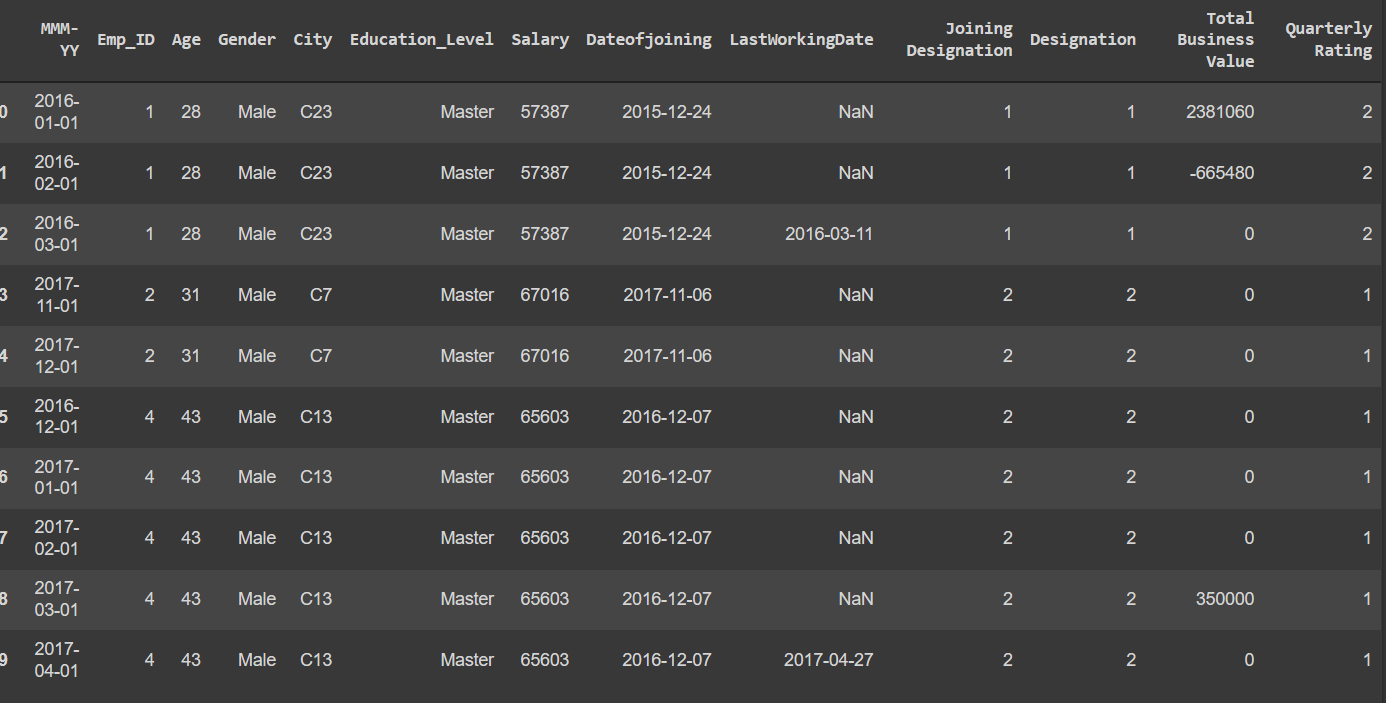 MMM-YY Emp_ID Age Gender City Education_Level Salary Dateofjoining LastWorkingDate Joining Designation Designation Total Business Value Quarterly Rating
0 2016-01-01 1 28 Male C23 Master 57387 2015-12-24 NaN 1 1 2381060 2
1 2016-02-01 1 28 Male C23 Master 57387 2015-12-24 NaN 1 1 -665480 2
2 2016-03-01 1 28 Male C23 Master 57387 2015-12-24 2016-03-11 1 1 0 2
3 2017-11-01 2 31 Male C7 Master 67016 2017-11-06 NaN 2 2 0 1
4 2017-12-01 2 31 Male C7 Master 67016 2017-11-06 NaN 2 2 0 1
5 2016-12-01 4 43 Male C13 Master 65603 2016-12-07 NaN 2 2 0 1
6 2017-01-01 4 43 Male C13 Master 65603 2016-12-07 NaN 2 2 0 1
7 2017-02-01 4 43 Male C13 Master 65603 2016-12-07 NaN 2 2 0 1
8 2017-03-01 4 43 Male C13 Master 65603 2016-12-07 NaN 2 2 350000 1
9 2017-04-01 4 43 Male C13 Master 65603 2016-12-07 2017-04-27 2 2 0 1